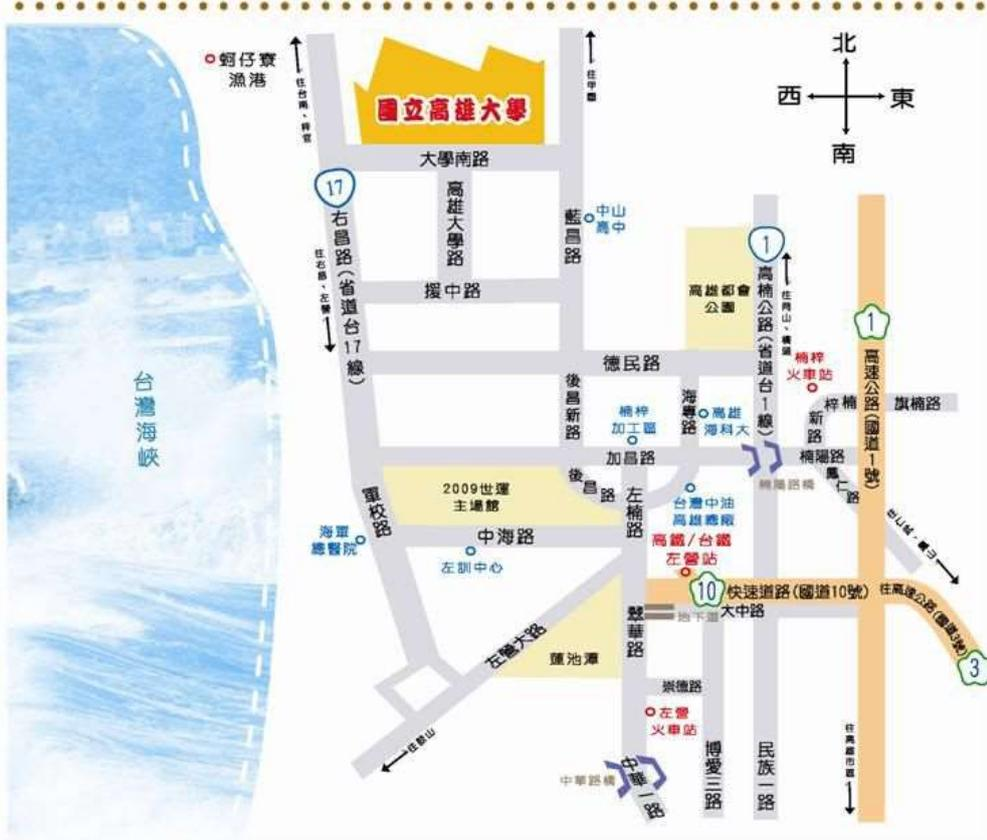 北
西
東
南
蚵仔寮
漁港
往台南、梓官
國立高雄大學
大學南路
17
右昌路(省道台17線)
往右昌、左營
高雄大學路
藍昌路
中山
高中
援中路
高雄都會
公園
1
高楠公路(省道台1線)
往岡山、橋頭
1
高速公路(國道1號)
楠梓
火車站
德民路
後昌新路
海專路
高雄
海科大
楠梓
加工區
加昌路
梓楠
新路
旗楠路
楠陽路
楠陽路橋
鳳仁路
台灣海峽
軍校路
2009世運
主場館
後昌路
左楠路
台灣中油
高雄總廠
海軍
總醫院
中海路
左訓中心
高鐵/台鐵
左營站
10
快速道路(國道10號)
往高速公路(國道3號)
3
地下道
大中路
翠華路
左營大路
蓮池潭
崇德路
左營
火車站
往鼓山
中華路橋
中華一路
博愛三路
民族一路
往高雄市區